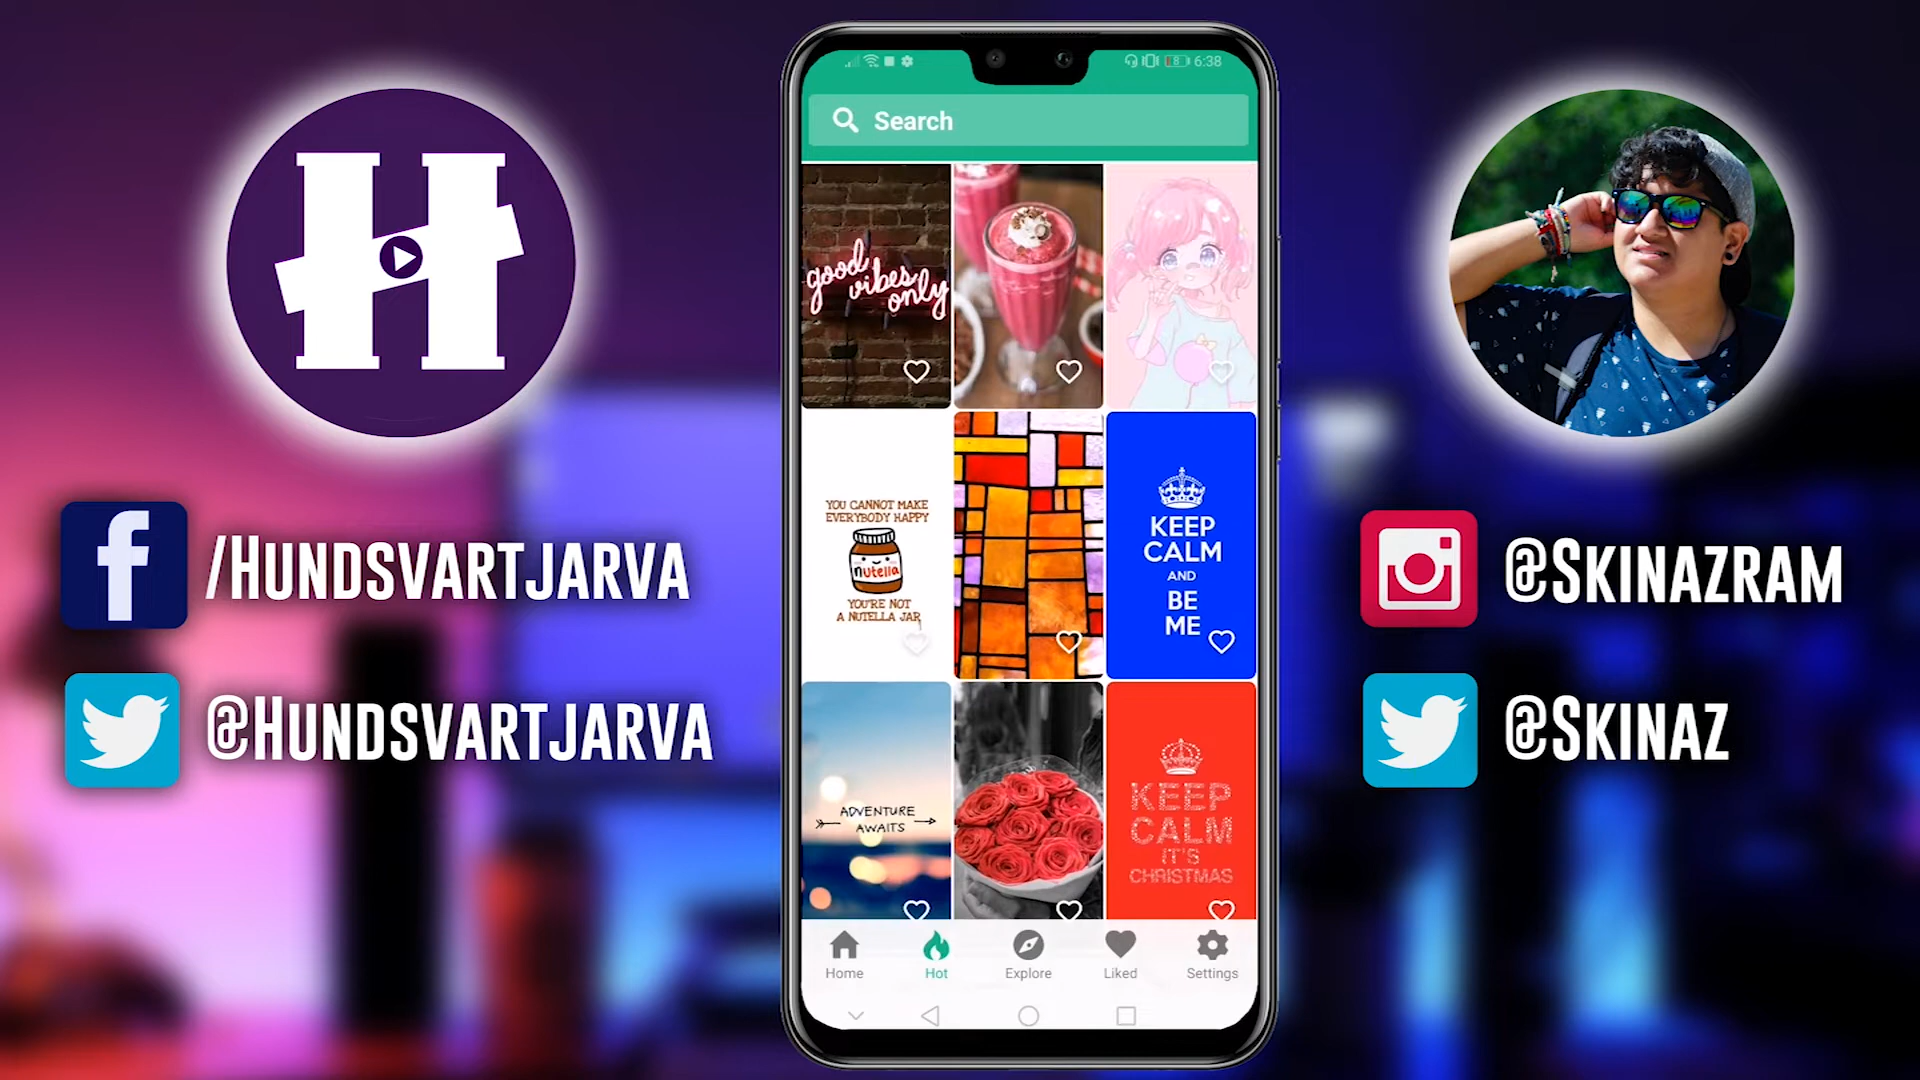 6:38
Search
good
vibes
only
YOU CANNOT MAKE
EVERYBODY HAPPY
nutella
YOU'RE NOT
A NUTELLA JAR
KEEP
CALM
AND
BE
ME
ADVENTURE
AWAITS
KEEP
CALM
IT'S
CHRISTMAS
Home
Hot
Explore
Liked
Settings
H
f
/HUNDSVARTJARVA
@HUNDSVARTJARVA
@SKINAZRAM
@SKINAZ